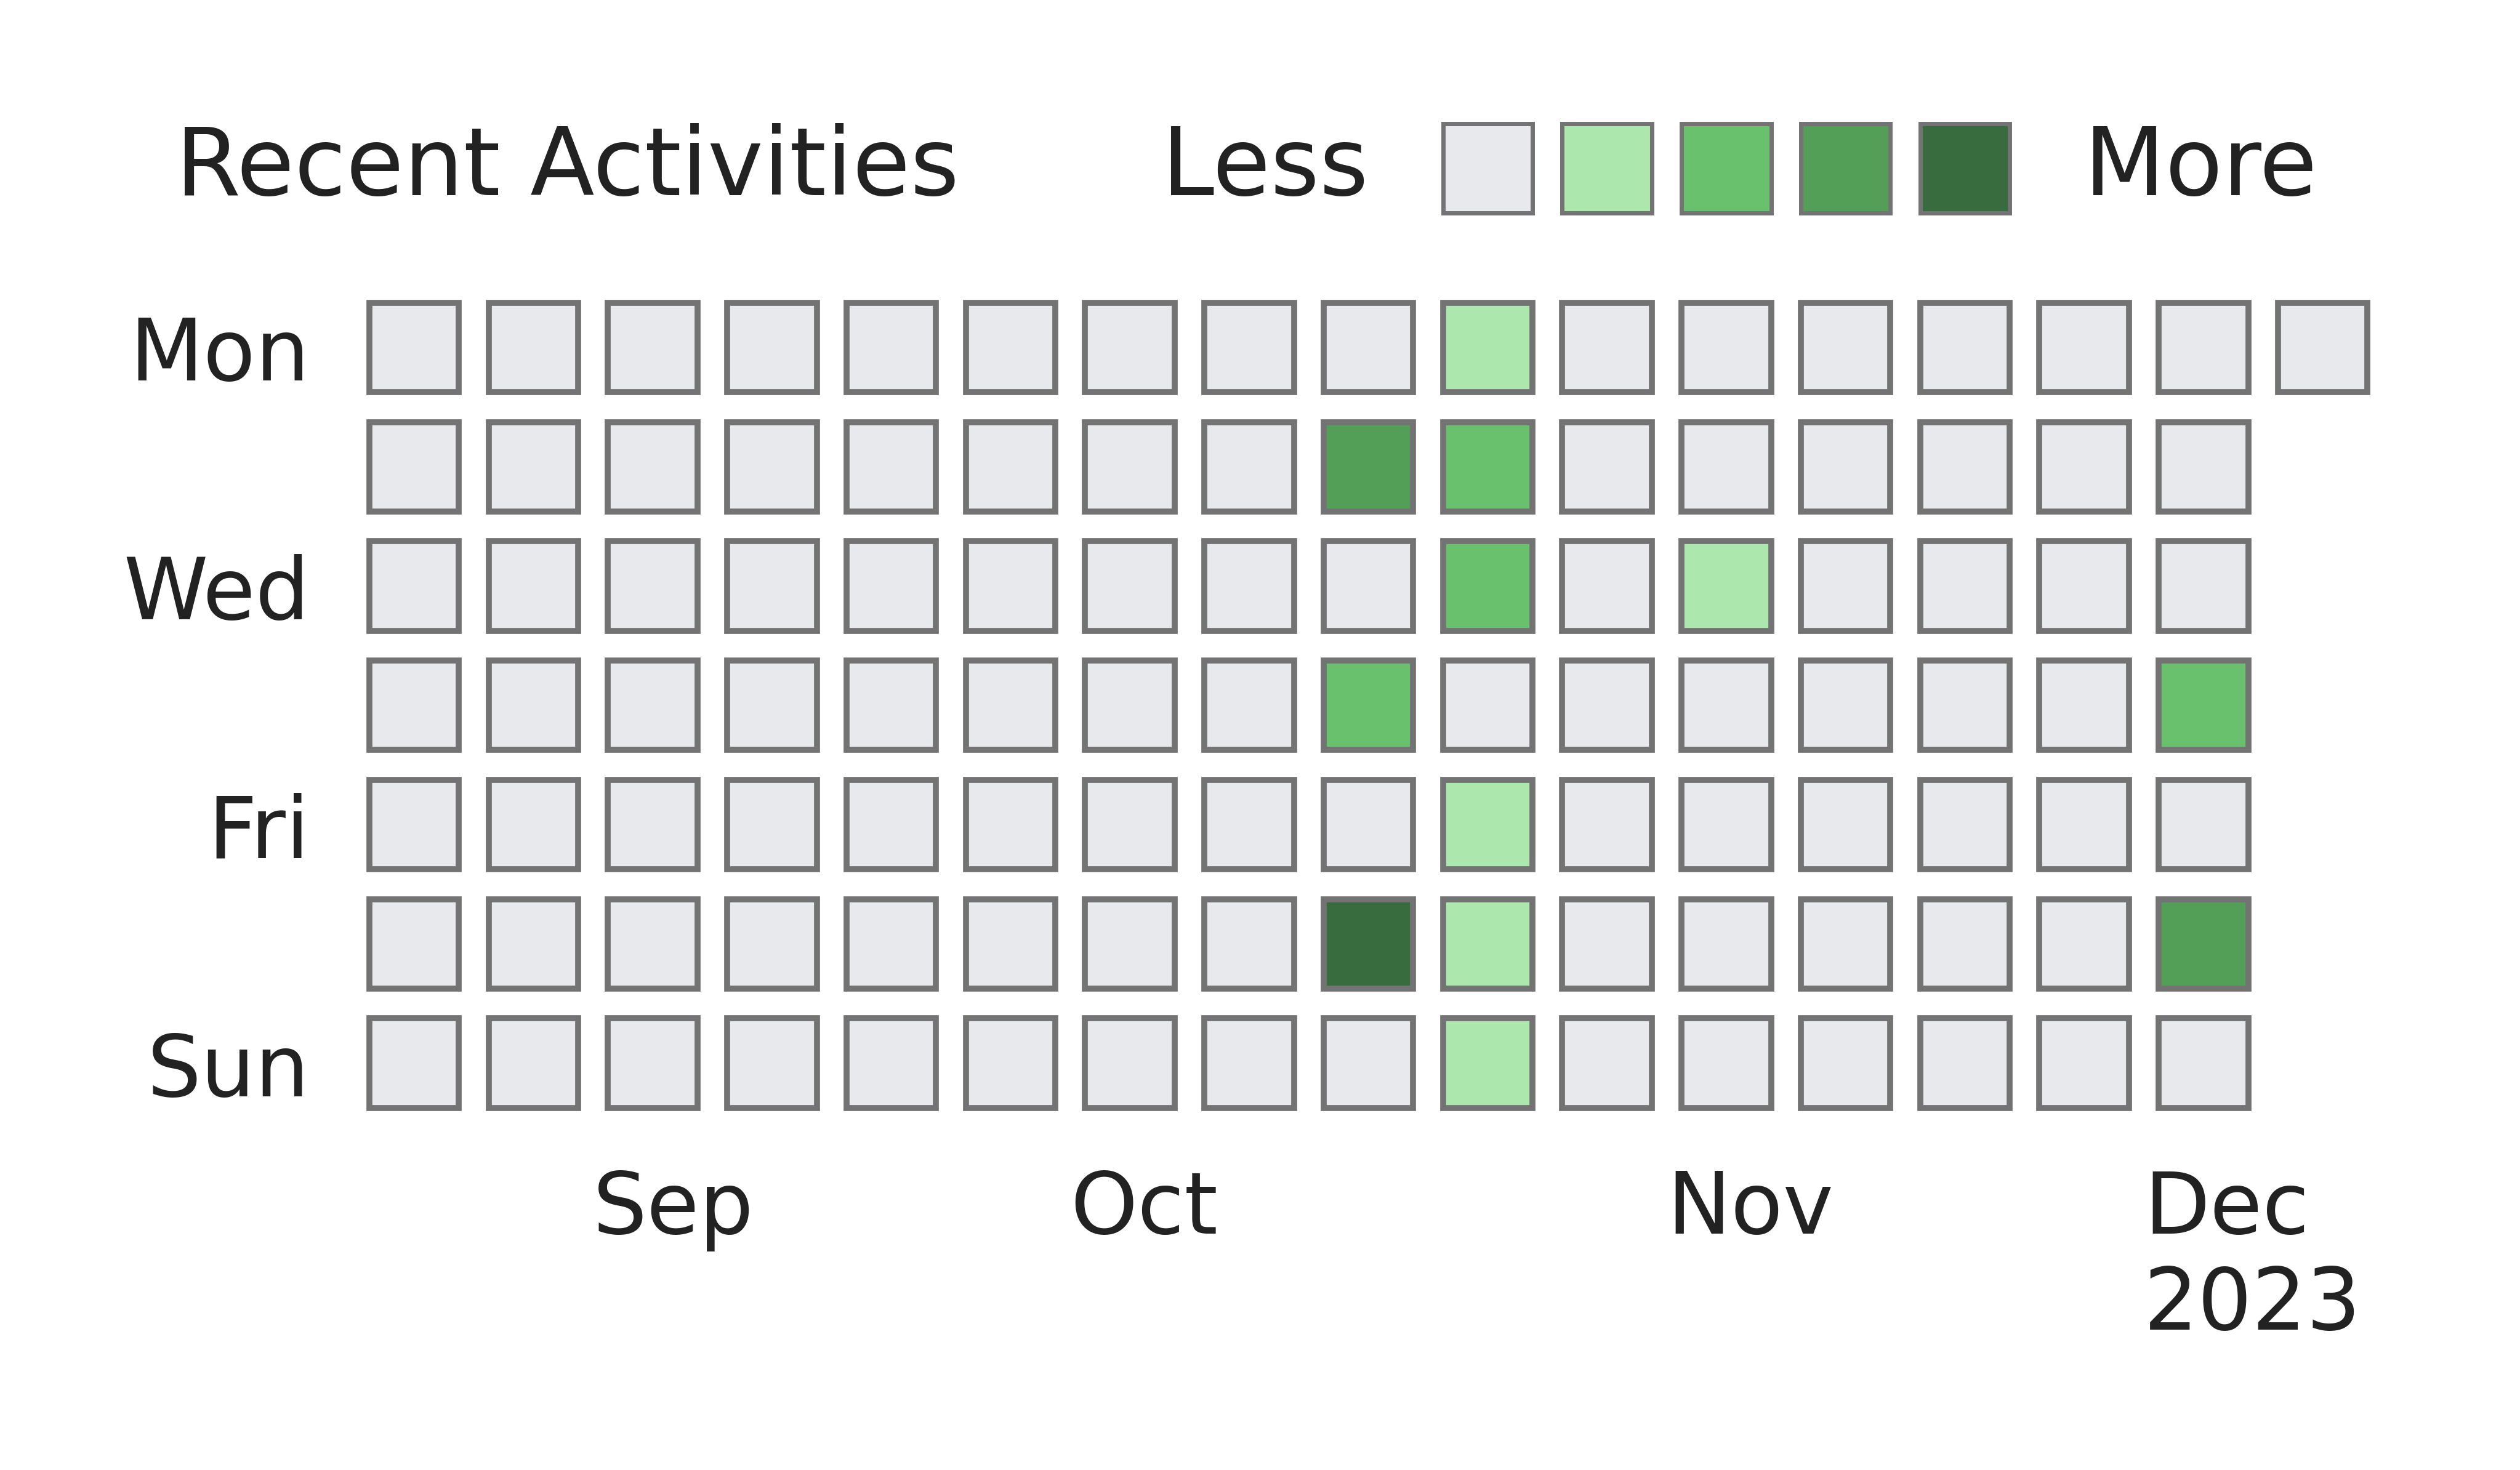 Recent Activities
Less More
Mon
Wed
Fri
Sun
Sep Oct Nov Dec
2023